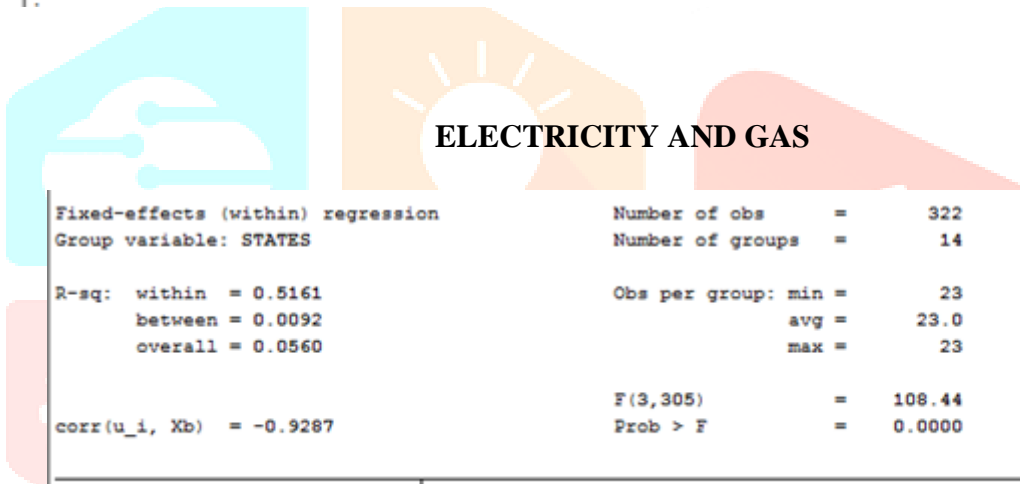 ELECTRICITY AND GAS
Fixed-effects (within) regression Number of obs = 322
Group variable: STATES Number of groups = 14
R-sq: within = 0.5161 Obs per group: min = 23
between = 0.0092 avg = 23.0
overall = 0.0560 max = 23
F(3,305) = 108.44
corr(u_i, Xb) = -0.9287 Prob > F = 0.0000